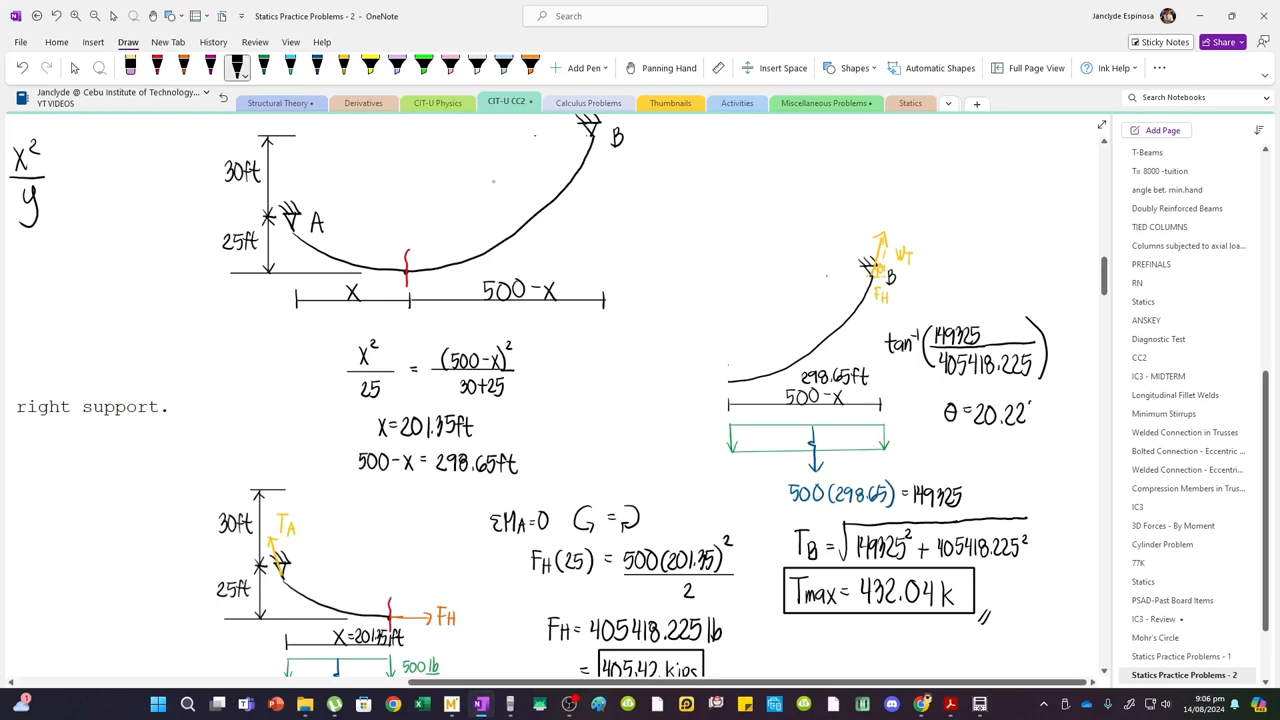 Statics Practice Problems - 2 - OneNote
Search
Janclyde Espinosa
File Home Insert Draw New Tab History Review View Help
Sticky Notes
Share
Add Pen
Panning Hand
Insert Space
Shapes
Automatic Shapes
Full Page View
Ink Help
Janclyde @ Cebu Institute of Technology...
YT VIDEOS
Structural Theory
Derivatives
CIT-U Physics
CIT-U CC2
Calculus Problems
Thumbnails
Activities
Miscellaneous Problems
Statics
Search Notebooks
Add Page
T-Beams
T= 8000 -tuition
angle bet. min.hand
Doubly Reinforced Beams
TIED COLUMNS
Columns subjected to axial loa...
PREFINALS
RN
Statics
ANSKEY
Diagnostic Test
CC2
IC3 - MIDTERM
Longitudinal Fillet Welds
Minimum Stirrups
Welded Connection in Trusses
Bolted Connection - Eccentric ...
Welded Connection - Eccentri...
Compression Members in Trus...
IC3
3D Forces - By Moment
Cylinder Problem
77K
Statics
PSAD-Past Board Items
IC3 - Review
Mohr's Circle
Statics Practice Problems - 1
Statics Practice Problems - 2
x²
y
right support.
30ft
25ft
A
B
x
500-x
x²/25 = (500-x)²/30+25
x=201.35ft
500-x = 298.65ft
30ft
25ft
TA
FH
x=201.35ft
500lb
ΣMA=0
FH(25) = 500(201.35)²/2
FH= 405418.225lb
= 405.42 kips
WT
B
FH
298.65ft
500-x
tan⁻¹(149325/405418.225)
θ=20.22°
500(298.65)=149325
TB=√149325²+405418.225²
Tmax= 432.04k
1
9:06 pm
14/08/2024